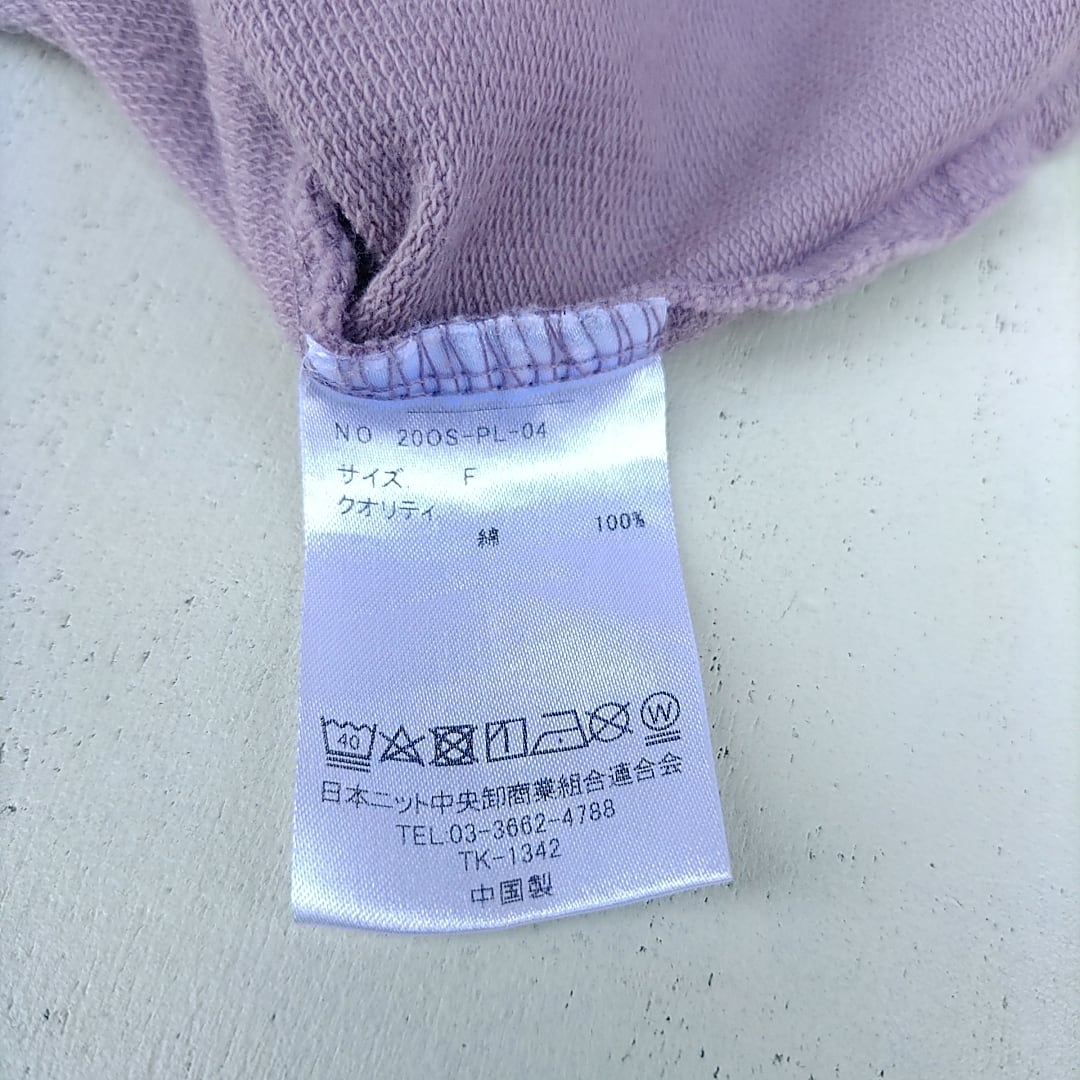 NO 20OS-PL-04
サイズ F
クオリティ
綿 100%
40 W
日本ニット中央卸商業組合連合会
TEL:03-3662-4788
TK-1342
中国製